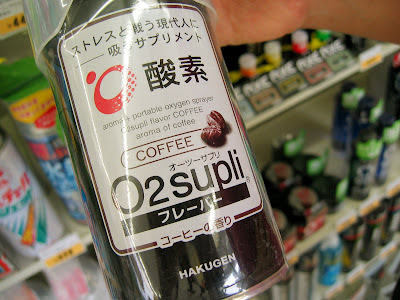 ストレスと戦う現代人に
吸うサプリメント
酸素
aroma+ portable oxygen sprayer
O2supli flavor COFFEE
aroma of coffee
COFFEE
オーツーサプリ
O2supli
フレーバー
コーヒーの香り
HAKUGEN
AXE
AXE